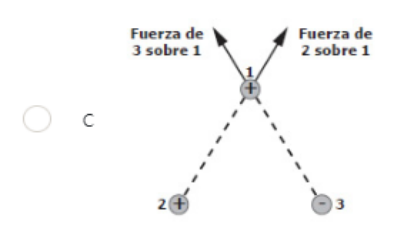 Fuerza de
3 sobre 1
Fuerza de
2 sobre 1
1
+
C
2 +
- 3